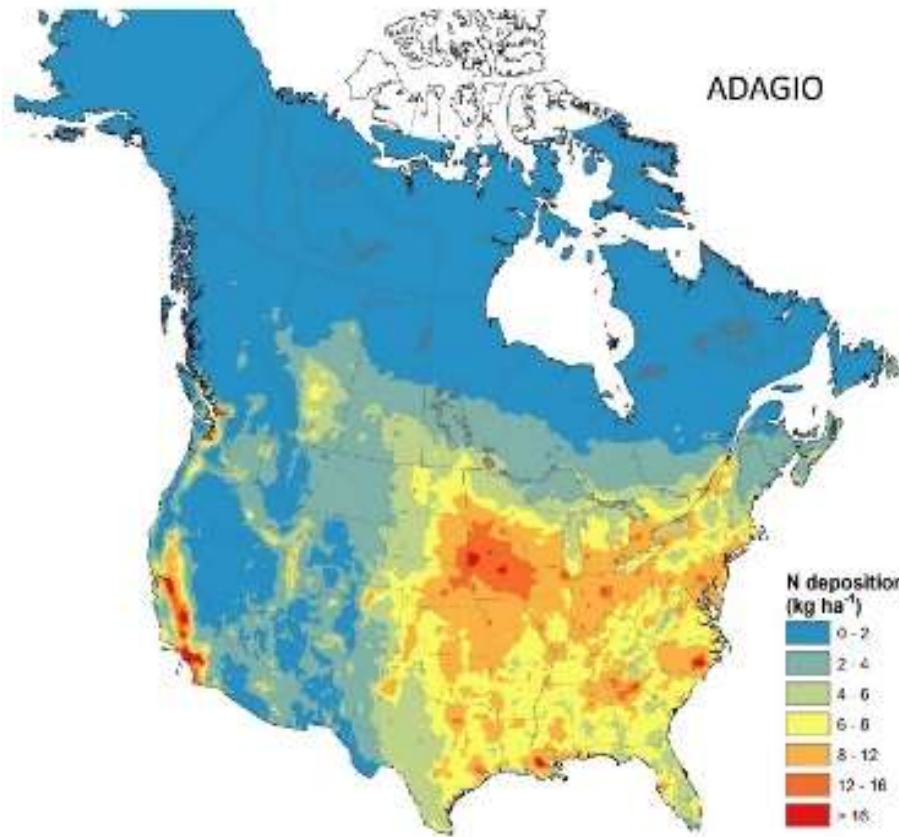 ADAGIO
N deposition
(kg ha⁻¹)
0 - 2
2 - 4
4 - 6
6 - 8
8 - 12
12 - 16
> 16